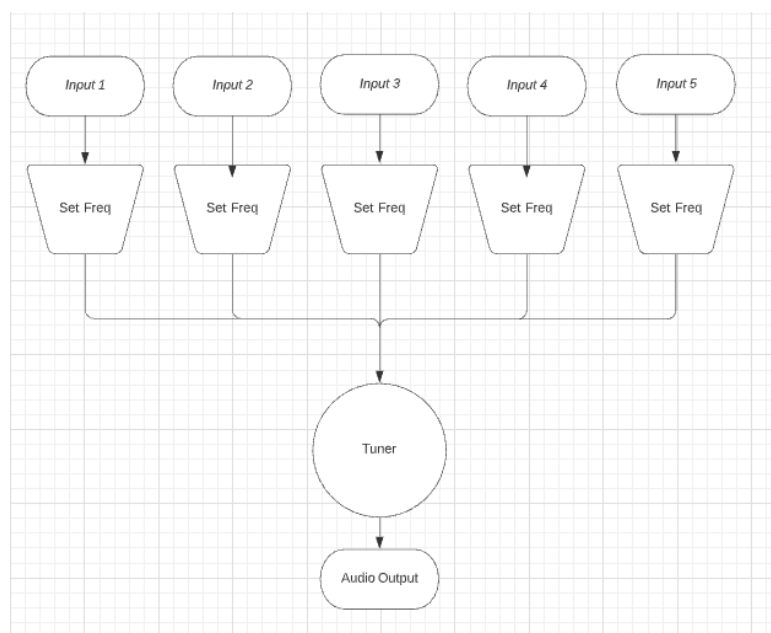 Input 1
Input 2
Input 3
Input 4
Input 5
Set Freq
Set Freq
Set Freq
Set Freq
Set Freq
Tuner
Audio Output